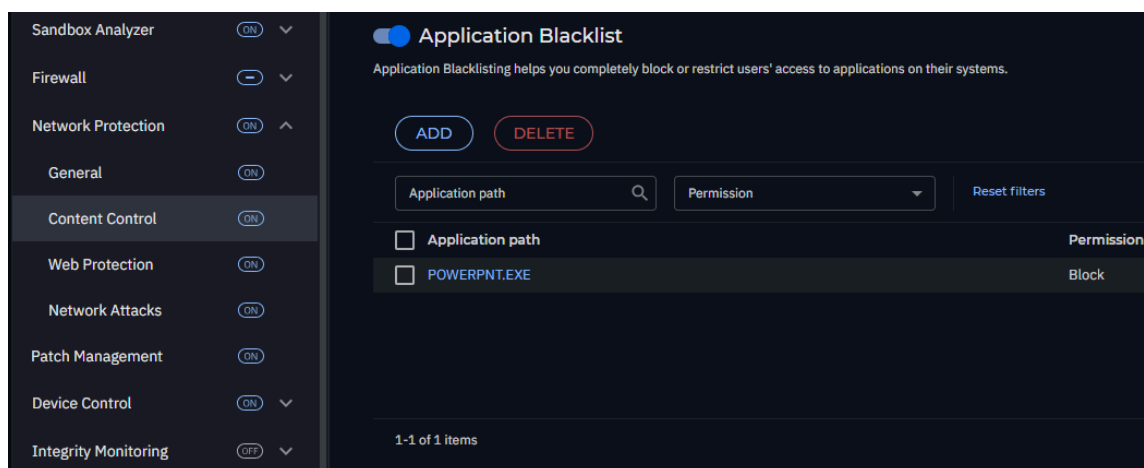 Sandbox Analyzer ON
Firewall
Network Protection ON
General ON
Content Control ON
Web Protection ON
Network Attacks ON
Patch Management ON
Device Control ON
Integrity Monitoring OFF
Application Blacklist
Application Blacklisting helps you completely block or restrict users' access to applications on their systems.
ADD DELETE
Application path Permission Reset filters
Application path Permission
POWERPNT.EXE Block
1-1 of 1 items